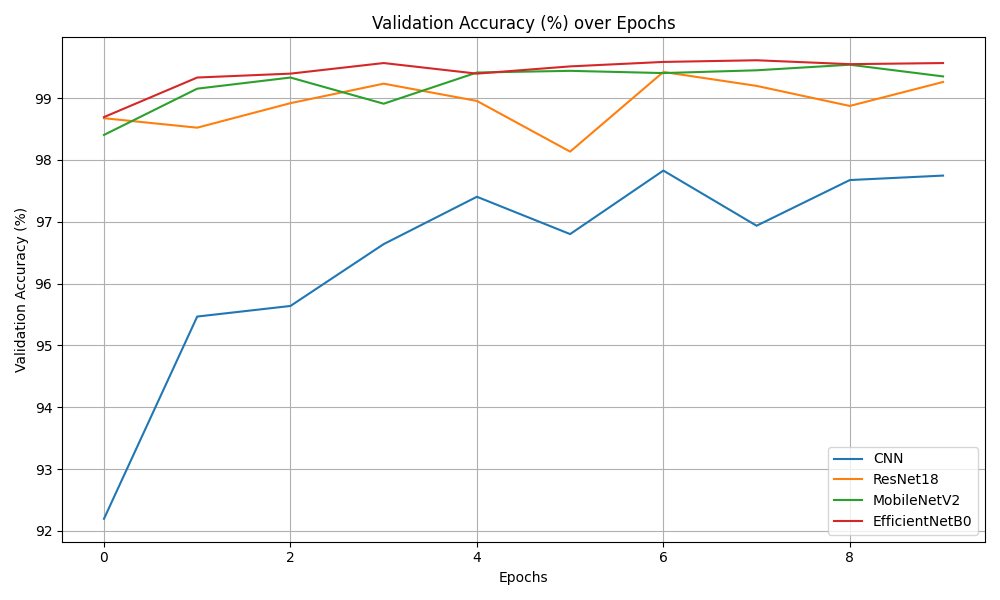 Validation Accuracy (%) over Epochs
Validation Accuracy (%)
99
98
97
96
95
94
93
92
CNN
ResNet18
MobileNetV2
EfficientNetB0
0 2 4 6 8
Epochs